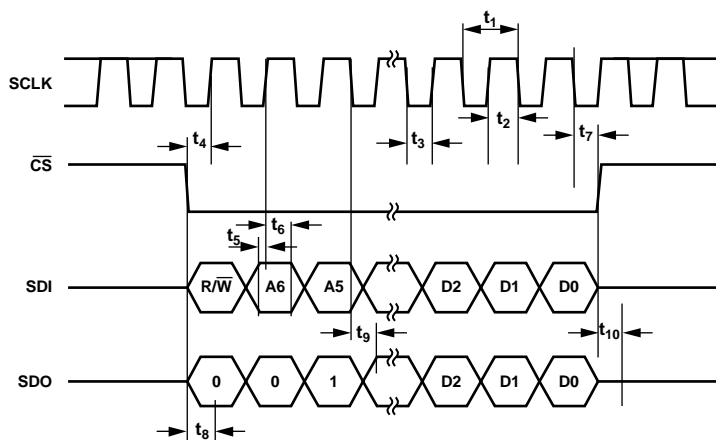 t1
SCLK
t4
t3
t2
t7
C̅S̅
t6
t5
SDI
R/W̅
A6
A5
D2
D1
D0
t9
t10
SDO
0
0
1
D2
D1
D0
t8